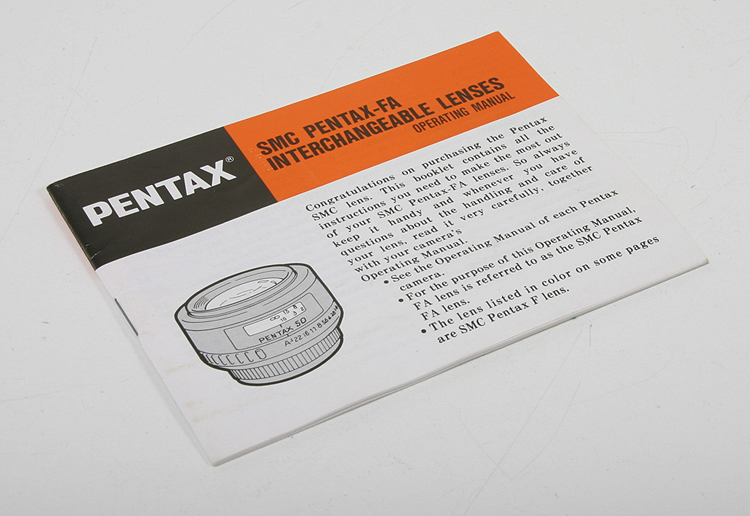 PENTAX®
SMC PENTAX-FA
INTERCHANGEABLE LENSES
OPERATING MANUAL
Congratulations on purchasing the Pentax
SMC lens. This booklet contains all the
instructions you need to make the most out
of your SMC Pentax-FA lenses. So always
keep it handy and whenever you have
questions about the handling and care of
your lens, read it very carefully, together
with your camera's
Operating Manual.
• See the Operating Manual of each Pentax
camera.
• For the purpose of this Operating Manual,
FA lens is referred to as the SMC Pentax
FA lens.
• The lens listed in color on some pages
are SMC Pentax F lens.
PENTAX 50